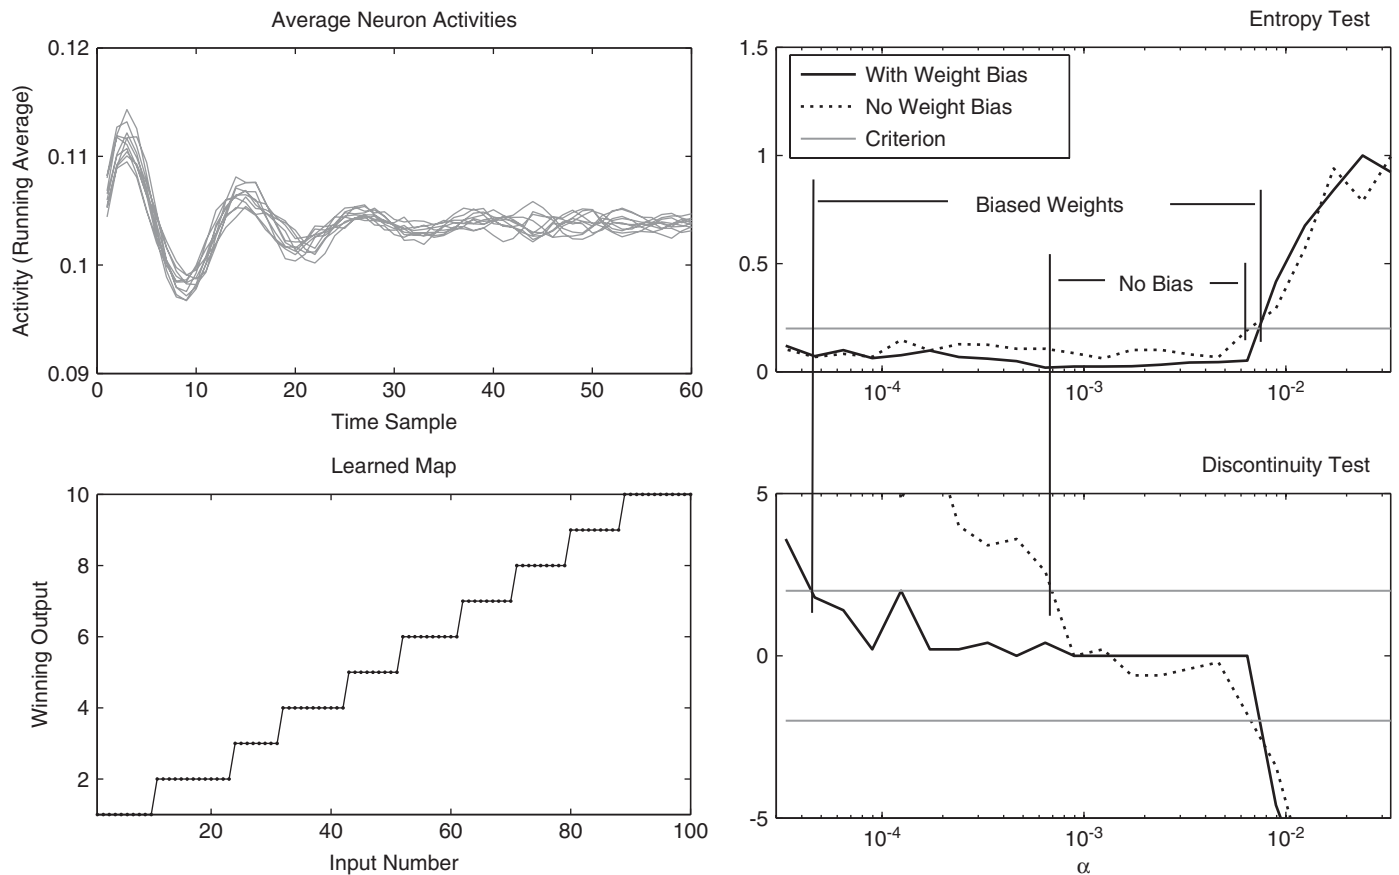 Average Neuron Activities
0.12
0.11
0.1
0.09
Activity (Running Average)
0 10 20 30 40 50 60
Time Sample
Entropy Test
1.5
1
0.5
0
With Weight Bias
No Weight Bias
Criterion
Biased Weights
No Bias
10-4 10-3 10-2
Learned Map
10
8
6
4
2
Winning Output
20 40 60 80 100
Input Number
Discontinuity Test
5
0
-5
10-4 10-3 10-2
α